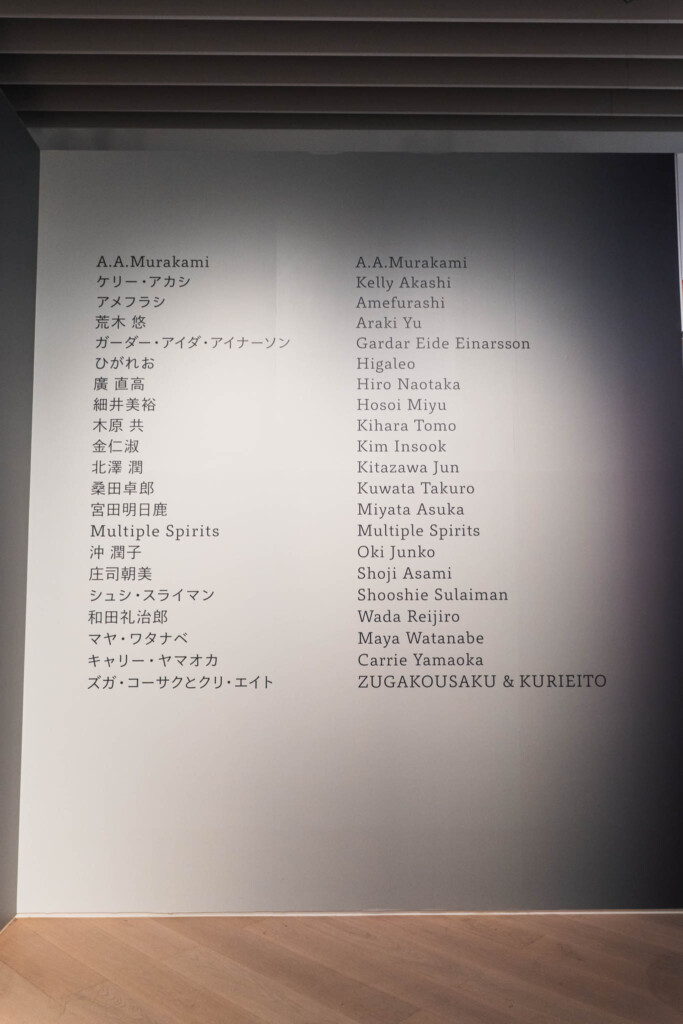 A.A.Murakami
ケリー・アカシ
アメフラシ
荒木 悠
ガーダー・アイダ・アイナーソン
ひがれお
廣 直高
細井美裕
木原 共
金仁淑
北澤 潤
桑田卓郎
宮田明日鹿
Multiple Spirits
沖 潤子
庄司朝美
シュシ・スライマン
和田礼治郎
マヤ・ワタナベ
キャリー・ヤマオカ
ズガ・コーサクとクリ・エイト
A.A.Murakami
Kelly Akashi
Amefurashi
Araki Yu
Gardar Eide Einarsson
Higaleo
Hiro Naotaka
Hosoi Miyu
Kihara Tomo
Kim Insook
Kitazawa Jun
Kuwata Takuro
Miyata Asuka
Multiple Spirits
Oki Junko
Shoji Asami
Shooshie Sulaiman
Wada Reijiro
Maya Watanabe
Carrie Yamaoka
ZUGAKOUSAKU & KURIEITO